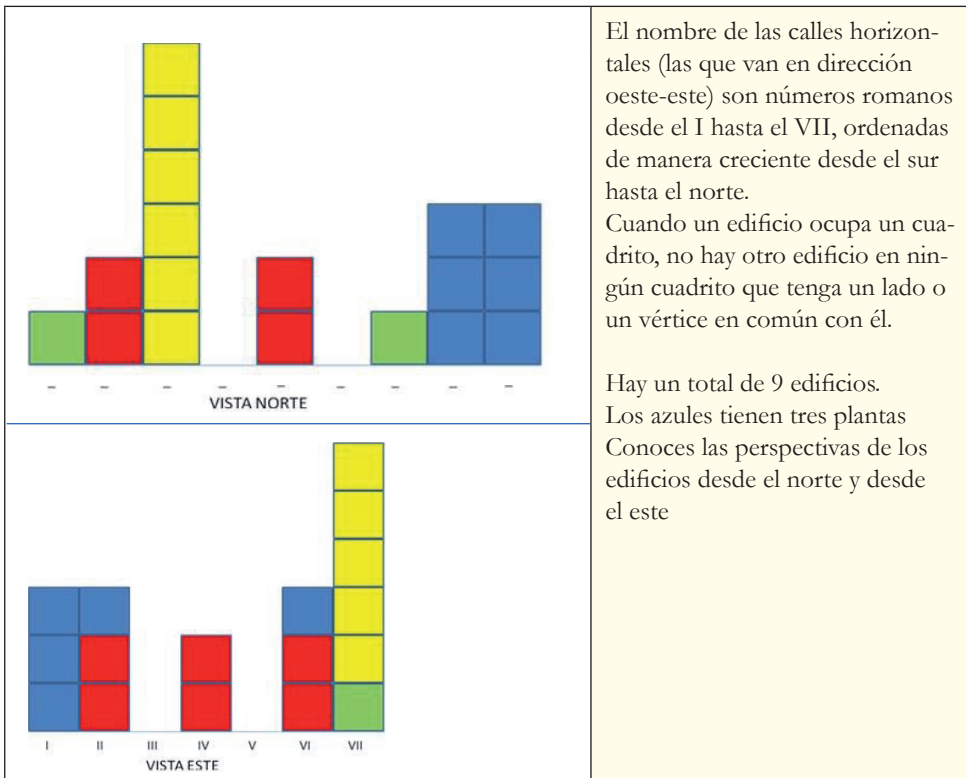 El nombre de las calles horizon-
tales (las que van en dirección
oeste-este) son números romanos
desde el I hasta el VII, ordenadas
de manera creciente desde el sur
hasta el norte.
Cuando un edificio ocupa un cua-
drito, no hay otro edificio en nin-
gún cuadrito que tenga un lado o
un vértice en común con él.
Hay un total de 9 edificios.
Los azules tienen tres plantas
Conoces las perspectivas de los
edificios desde el norte y desde
el este
_ _ _ _ _ _ _ _ _
VISTA NORTE
I II III IV V VI VII
VISTA ESTE